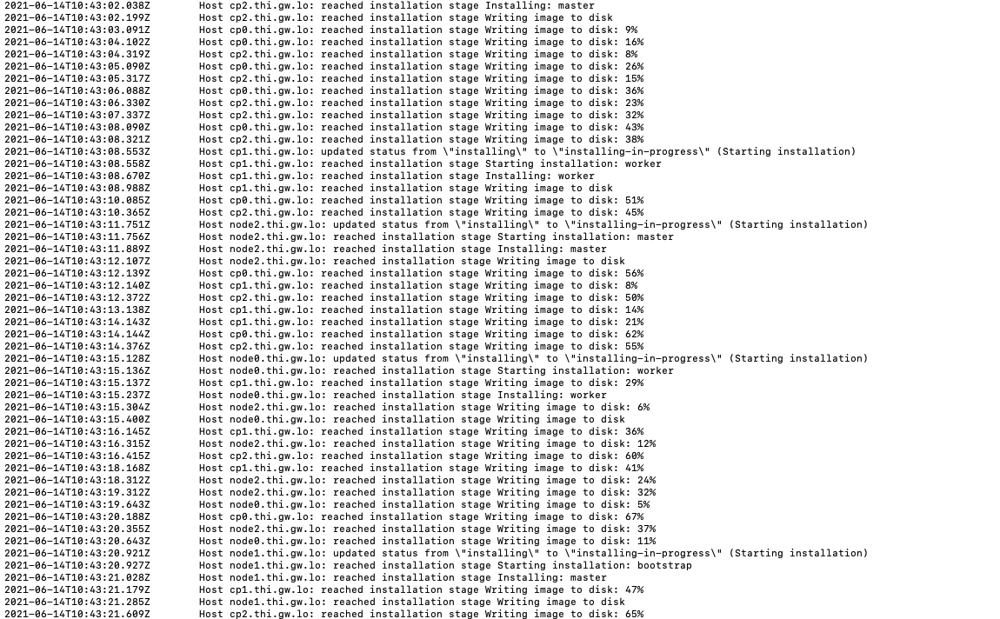 2021-06-14T10:43:02.038Z Host cp2.thi.gw.lo: reached installation stage Installing: master
2021-06-14T10:43:02.199Z Host cp2.thi.gw.lo: reached installation stage Writing image to disk
2021-06-14T10:43:03.091Z Host cp0.thi.gw.lo: reached installation stage Writing image to disk: 9%
2021-06-14T10:43:04.102Z Host cp0.thi.gw.lo: reached installation stage Writing image to disk: 16%
2021-06-14T10:43:04.319Z Host cp2.thi.gw.lo: reached installation stage Writing image to disk: 8%
2021-06-14T10:43:05.090Z Host cp0.thi.gw.lo: reached installation stage Writing image to disk: 26%
2021-06-14T10:43:05.317Z Host cp2.thi.gw.lo: reached installation stage Writing image to disk: 15%
2021-06-14T10:43:06.088Z Host cp0.thi.gw.lo: reached installation stage Writing image to disk: 36%
2021-06-14T10:43:06.330Z Host cp2.thi.gw.lo: reached installation stage Writing image to disk: 23%
2021-06-14T10:43:07.337Z Host cp2.thi.gw.lo: reached installation stage Writing image to disk: 32%
2021-06-14T10:43:08.090Z Host cp0.thi.gw.lo: reached installation stage Writing image to disk: 43%
2021-06-14T10:43:08.321Z Host cp2.thi.gw.lo: reached installation stage Writing image to disk: 38%
2021-06-14T10:43:08.553Z Host cp1.thi.gw.lo: updated status from \"installing\" to \"installing-in-progress\" (Starting installation)
2021-06-14T10:43:08.558Z Host cp1.thi.gw.lo: reached installation stage Starting installation: worker
2021-06-14T10:43:08.670Z Host cp1.thi.gw.lo: reached installation stage Installing: worker
2021-06-14T10:43:08.988Z Host cp1.thi.gw.lo: reached installation stage Writing image to disk
2021-06-14T10:43:10.085Z Host cp0.thi.gw.lo: reached installation stage Writing image to disk: 51%
2021-06-14T10:43:10.365Z Host cp2.thi.gw.lo: reached installation stage Writing image to disk: 45%
2021-06-14T10:43:11.751Z Host node2.thi.gw.lo: updated status from \"installing\" to \"installing-in-progress\" (Starting installation)
2021-06-14T10:43:11.756Z Host node2.thi.gw.lo: reached installation stage Starting installation: master
2021-06-14T10:43:11.889Z Host node2.thi.gw.lo: reached installation stage Installing: master
2021-06-14T10:43:12.107Z Host node2.thi.gw.lo: reached installation stage Writing image to disk
2021-06-14T10:43:12.139Z Host cp0.thi.gw.lo: reached installation stage Writing image to disk: 56%
2021-06-14T10:43:12.140Z Host cp1.thi.gw.lo: reached installation stage Writing image to disk: 8%
2021-06-14T10:43:12.372Z Host cp2.thi.gw.lo: reached installation stage Writing image to disk: 50%
2021-06-14T10:43:13.138Z Host cp1.thi.gw.lo: reached installation stage Writing image to disk: 14%
2021-06-14T10:43:14.143Z Host cp1.thi.gw.lo: reached installation stage Writing image to disk: 21%
2021-06-14T10:43:14.144Z Host cp0.thi.gw.lo: reached installation stage Writing image to disk: 62%
2021-06-14T10:43:14.376Z Host cp2.thi.gw.lo: reached installation stage Writing image to disk: 55%
2021-06-14T10:43:15.128Z Host node0.thi.gw.lo: updated status from \"installing\" to \"installing-in-progress\" (Starting installation)
2021-06-14T10:43:15.136Z Host node0.thi.gw.lo: reached installation stage Starting installation: worker
2021-06-14T10:43:15.137Z Host cp1.thi.gw.lo: reached installation stage Writing image to disk: 29%
2021-06-14T10:43:15.237Z Host node0.thi.gw.lo: reached installation stage Installing: worker
2021-06-14T10:43:15.304Z Host node2.thi.gw.lo: reached installation stage Writing image to disk: 6%
2021-06-14T10:43:15.400Z Host node0.thi.gw.lo: reached installation stage Writing image to disk
2021-06-14T10:43:16.145Z Host cp1.thi.gw.lo: reached installation stage Writing image to disk: 36%
2021-06-14T10:43:16.315Z Host node2.thi.gw.lo: reached installation stage Writing image to disk: 12%
2021-06-14T10:43:16.415Z Host cp2.thi.gw.lo: reached installation stage Writing image to disk: 60%
2021-06-14T10:43:18.168Z Host cp1.thi.gw.lo: reached installation stage Writing image to disk: 41%
2021-06-14T10:43:18.312Z Host node2.thi.gw.lo: reached installation stage Writing image to disk: 24%
2021-06-14T10:43:19.312Z Host node2.thi.gw.lo: reached installation stage Writing image to disk: 32%
2021-06-14T10:43:19.643Z Host node0.thi.gw.lo: reached installation stage Writing image to disk: 5%
2021-06-14T10:43:20.188Z Host cp0.thi.gw.lo: reached installation stage Writing image to disk: 67%
2021-06-14T10:43:20.355Z Host node2.thi.gw.lo: reached installation stage Writing image to disk: 37%
2021-06-14T10:43:20.643Z Host node0.thi.gw.lo: reached installation stage Writing image to disk: 11%
2021-06-14T10:43:20.921Z Host node1.thi.gw.lo: updated status from \"installing\" to \"installing-in-progress\" (Starting installation)
2021-06-14T10:43:20.927Z Host node1.thi.gw.lo: reached installation stage Starting installation: bootstrap
2021-06-14T10:43:21.028Z Host node1.thi.gw.lo: reached installation stage Installing: master
2021-06-14T10:43:21.179Z Host cp1.thi.gw.lo: reached installation stage Writing image to disk: 47%
2021-06-14T10:43:21.285Z Host node1.thi.gw.lo: reached installation stage Writing image to disk
2021-06-14T10:43:21.609Z Host cp2.thi.gw.lo: reached installation stage Writing image to disk: 65%